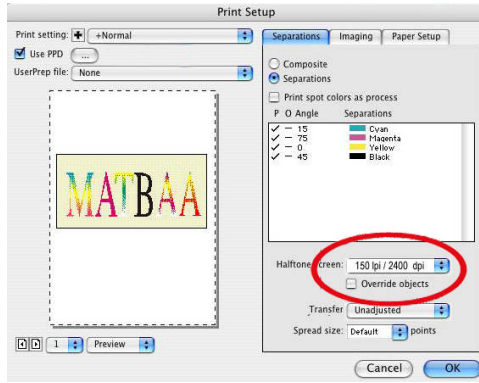 Print Setup
Print setting: +Normal
Use PPD ...
UserPrep file: None
MATBAA
1 Preview
Separations Imaging Paper Setup
Composite
Separations
Print spot colors as process
P O Angle Separations
15 Cyan
75 Magenta
0 Yellow
45 Black
Halftone screen: 150 lpi / 2400 dpi
Override objects
Transfer Unadjusted
Spread size: Default points
Cancel OK